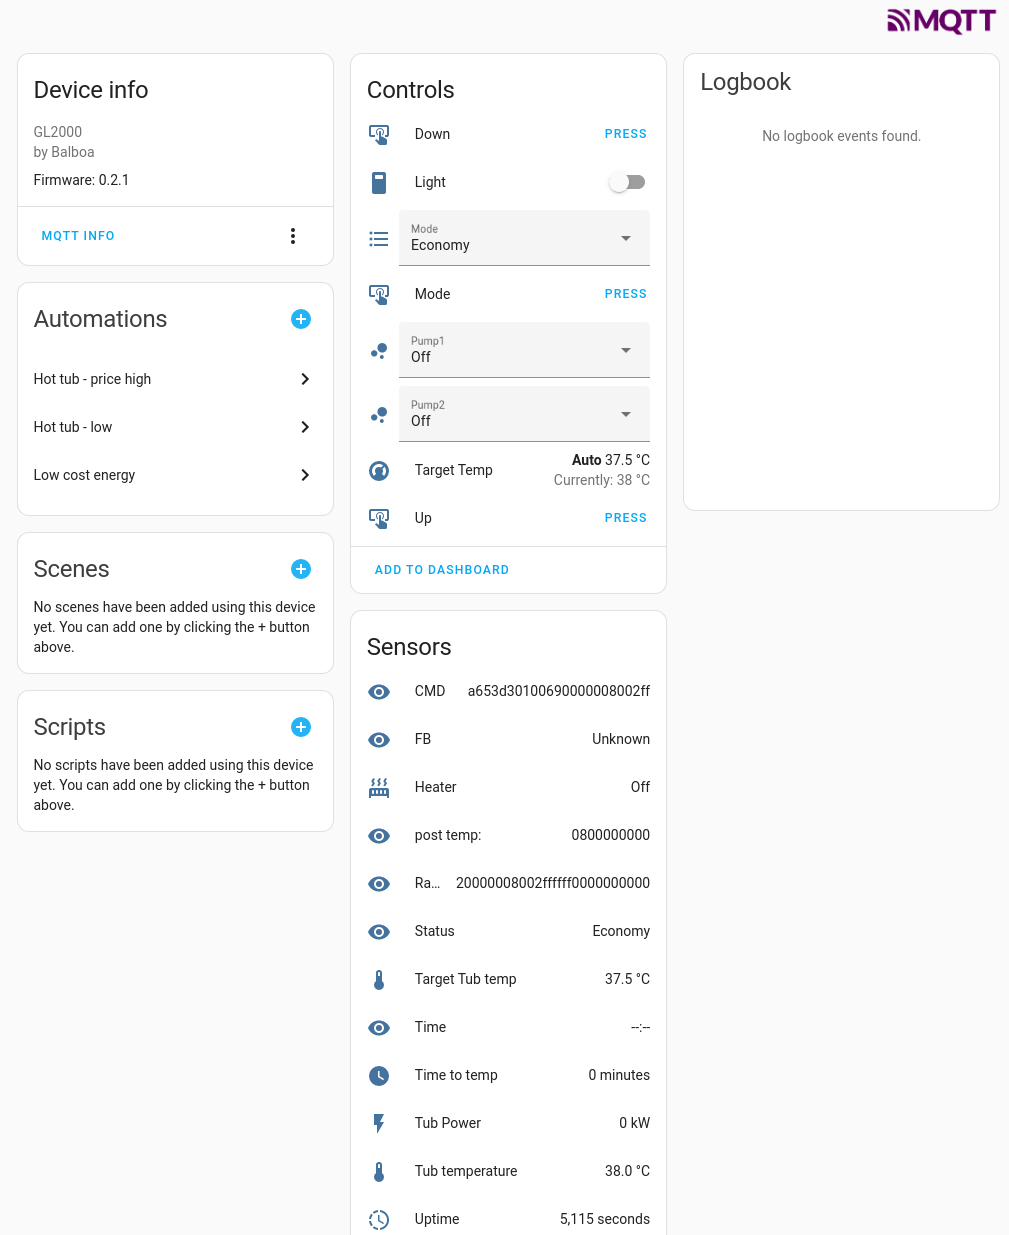 MQTT
Device info
GL2000
by Balboa
Firmware: 0.2.1
MQTT INFO
Automations
Hot tub - price high
Hot tub - low
Low cost energy
Scenes
No scenes have been added using this device
yet. You can add one by clicking the + button
above.
Scripts
No scripts have been added using this device
yet. You can add one by clicking the + button
above.
Controls
Down PRESS
Light
Mode
Economy
Mode PRESS
Pump1
Off
Pump2
Off
Target Temp Auto 37.5 °C
Currently: 38 °C
Up PRESS
ADD TO DASHBOARD
Sensors
CMD a653d30100690000008002ff
FB Unknown
Heater Off
post temp: 0800000000
Ra... 20000008002ffffff0000000000
Status Economy
Target Tub temp 37.5 °C
Time --:--
Time to temp 0 minutes
Tub Power 0 kW
Tub temperature 38.0 °C
Uptime 5,115 seconds
Logbook
No logbook events found.